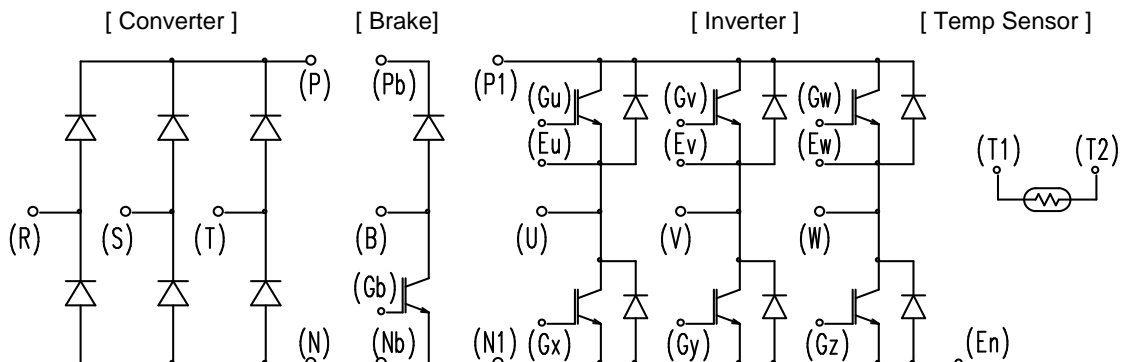 [ Converter ] [ Brake] [ Inverter ] [ Temp Sensor ]
(P) (Pb) (P1) (Gu) (Gv) (Gw)
(Eu) (Ev) (Ew) (T1) (T2)
(R) (S) (T) (B) (U) (V) (W)
(Gb)
(N) (Nb) (N1) (Gx) (Gy) (Gz) (En)